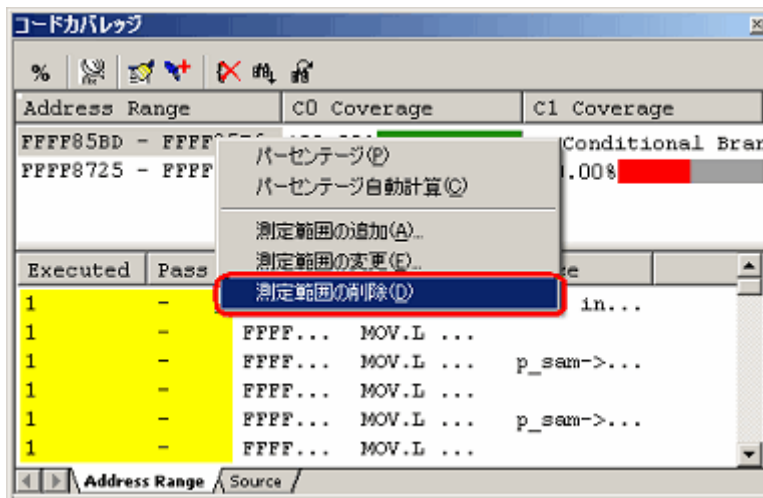 コードカバレッジ
%
Address Range C0 Coverage C1 Coverage
FFFF85BD - FFFF Conditional Bran
FFFF8725 - FFFF .00%
パーセンテージ(P)
パーセンテージ自動計算(C)
測定範囲の追加(A)...
測定範囲の変更(E)...
測定範囲の削除(D)
Executed Pass
1 - in...
1 - FFFF... MOV.L ...
1 - FFFF... MOV.L ... p_sam->...
1 - FFFF... MOV.L ...
1 - FFFF... MOV.L ... p_sam->...
1 - FFFF... MOV.L ...
Address Range Source